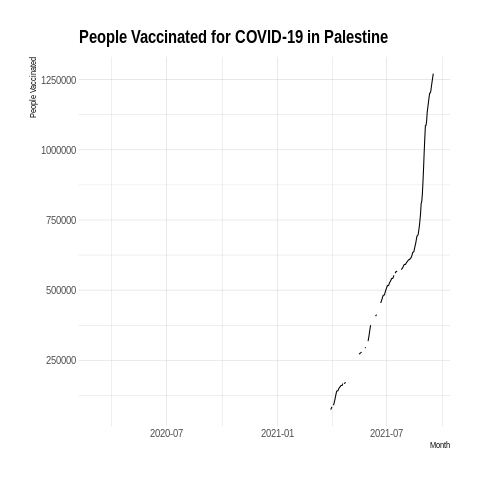 People Vaccinated for COVID-19 in Palestine
People Vaccinated
1250000
1000000
750000
500000
250000
2020-07
2021-01
2021-07
Month